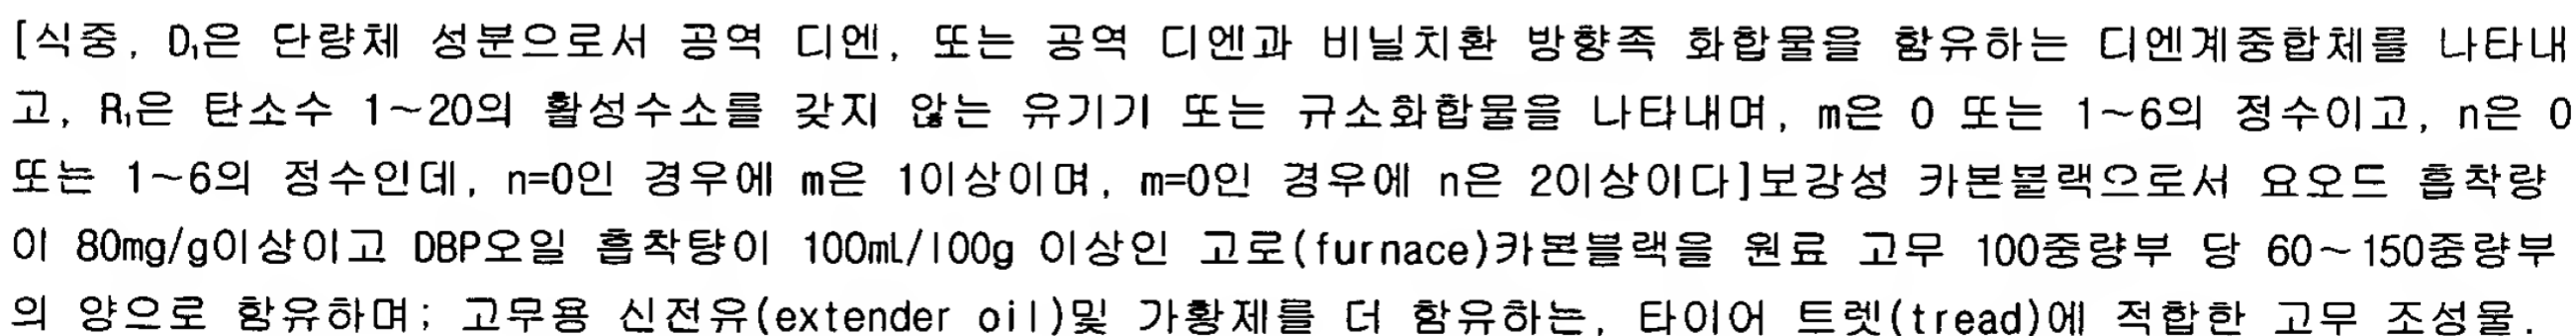 [식중, D₁은 단량체 성분으로서 공역 디엔, 또는 공역 디엔과 비닐치환 방향족 화합물을 함유하는 디엔계중합체를 나타내
고, R₁은 탄소수 1~20의 활성수소를 갖지 않는 유기기 또는 규소화합물을 나타내며, m은 0 또는 1~6의 정수이고, n은 0
또는 1~6의 정수인데, n=0인 경우에 m은 1이상이며, m=0인 경우에 n은 2이상이다]보강성 카본블랙으로서 요오드 흡착량
이 80mg/g이상이고 DBP오일 흡착량이 100mL/100g 이상인 고로(furnace)카본블랙을 원료 고무 100중량부 당 60~150중량부
의 양으로 함유하며; 고무용 신전유(extender oil)및 가황제를 더 함유하는, 타이어 트렛(tread)에 적합한 고무 조성물.